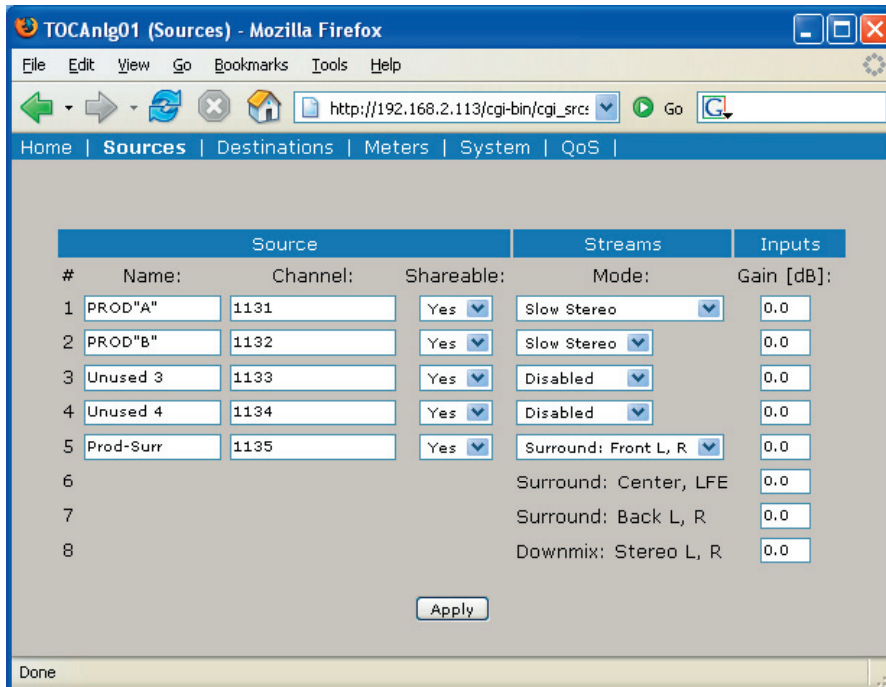 TOCAnlg01 (Sources) - Mozilla Firefox
File Edit View Go Bookmarks Tools Help
http://192.168.2.113/cgi-bin/cgi_src: Go G
Home | Sources | Destinations | Meters | System | QoS |
Source Streams Inputs
# Name: Channel: Shareable: Mode: Gain [dB]:
1 PROD"A" 1131 Yes Slow Stereo 0.0
2 PROD"B" 1132 Yes Slow Stereo 0.0
3 Unused 3 1133 Yes Disabled 0.0
4 Unused 4 1134 Yes Disabled 0.0
5 Prod-Surr 1135 Yes Surround: Front L, R 0.0
6 Surround: Center, LFE 0.0
7 Surround: Back L, R 0.0
8 Downmix: Stereo L, R 0.0
Apply
Done